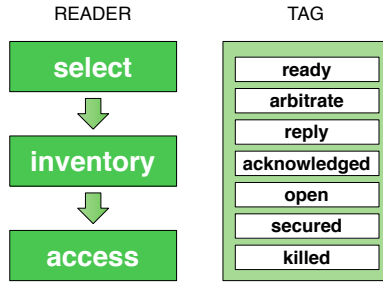 READER
select
inventory
access
TAG
ready
arbitrate
reply
acknowledged
open
secured
killed